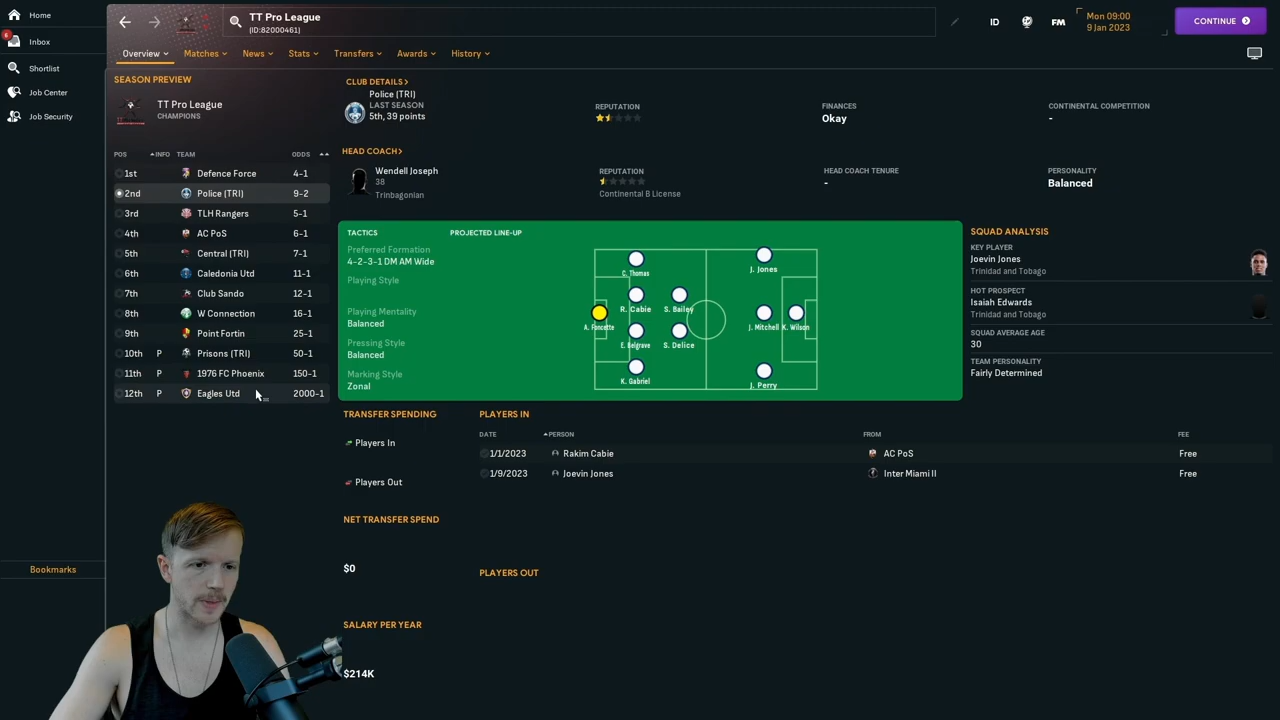 Home
6
Inbox
Shortlist
Job Center
Job Security
Bookmarks
TT Pro League
(ID:82000461)
ID
FM
Mon 09:00
9 Jan 2023
CONTINUE
Overview
Matches
News
Stats
Transfers
Awards
History
SEASON PREVIEW
TT Pro League
CHAMPIONS
POS INFO TEAM ODDS
1st Defence Force 4-1
2nd Police (TRI) 9-2
3rd TLH Rangers 5-1
4th AC PoS 6-1
5th Central (TRI) 7-1
6th Caledonia Utd 11-1
7th Club Sando 12-1
8th W Connection 16-1
9th Point Fortin 25-1
10th P Prisons (TRI) 50-1
11th P 1976 FC Phoenix 150-1
12th P Eagles Utd 2000-1
CLUB DETAILS >
Police (TRI)
LAST SEASON
5th, 39 points
REPUTATION
FINANCES
Okay
CONTINENTAL COMPETITION
-
HEAD COACH >
Wendell Joseph
38
Trinbagonian
REPUTATION
Continental B License
HEAD COACH TENURE
-
PERSONALITY
Balanced
TACTICS
Preferred Formation
4-2-3-1 DM AM Wide
Playing Style
Playing Mentality
Balanced
Pressing Style
Balanced
Marking Style
Zonal
PROJECTED LINE-UP
C. Thomas
J. Jones
R. Cabie
S. Bailey
A. Foncette
J. Mitchell
K. Wilson
E. Belgrave
S. Delice
K. Gabriel
J. Perry
SQUAD ANALYSIS
KEY PLAYER
Joevin Jones
Trinidad and Tobago
HOT PROSPECT
Isaiah Edwards
Trinidad and Tobago
SQUAD AVERAGE AGE
30
TEAM PERSONALITY
Fairly Determined
TRANSFER SPENDING
Players In
Players Out
NET TRANSFER SPEND
$0
SALARY PER YEAR
$214K
PLAYERS IN
DATE PERSON FROM FEE
1/1/2023 Rakim Cabie AC PoS Free
1/9/2023 Joevin Jones Inter Miami II Free
PLAYERS OUT